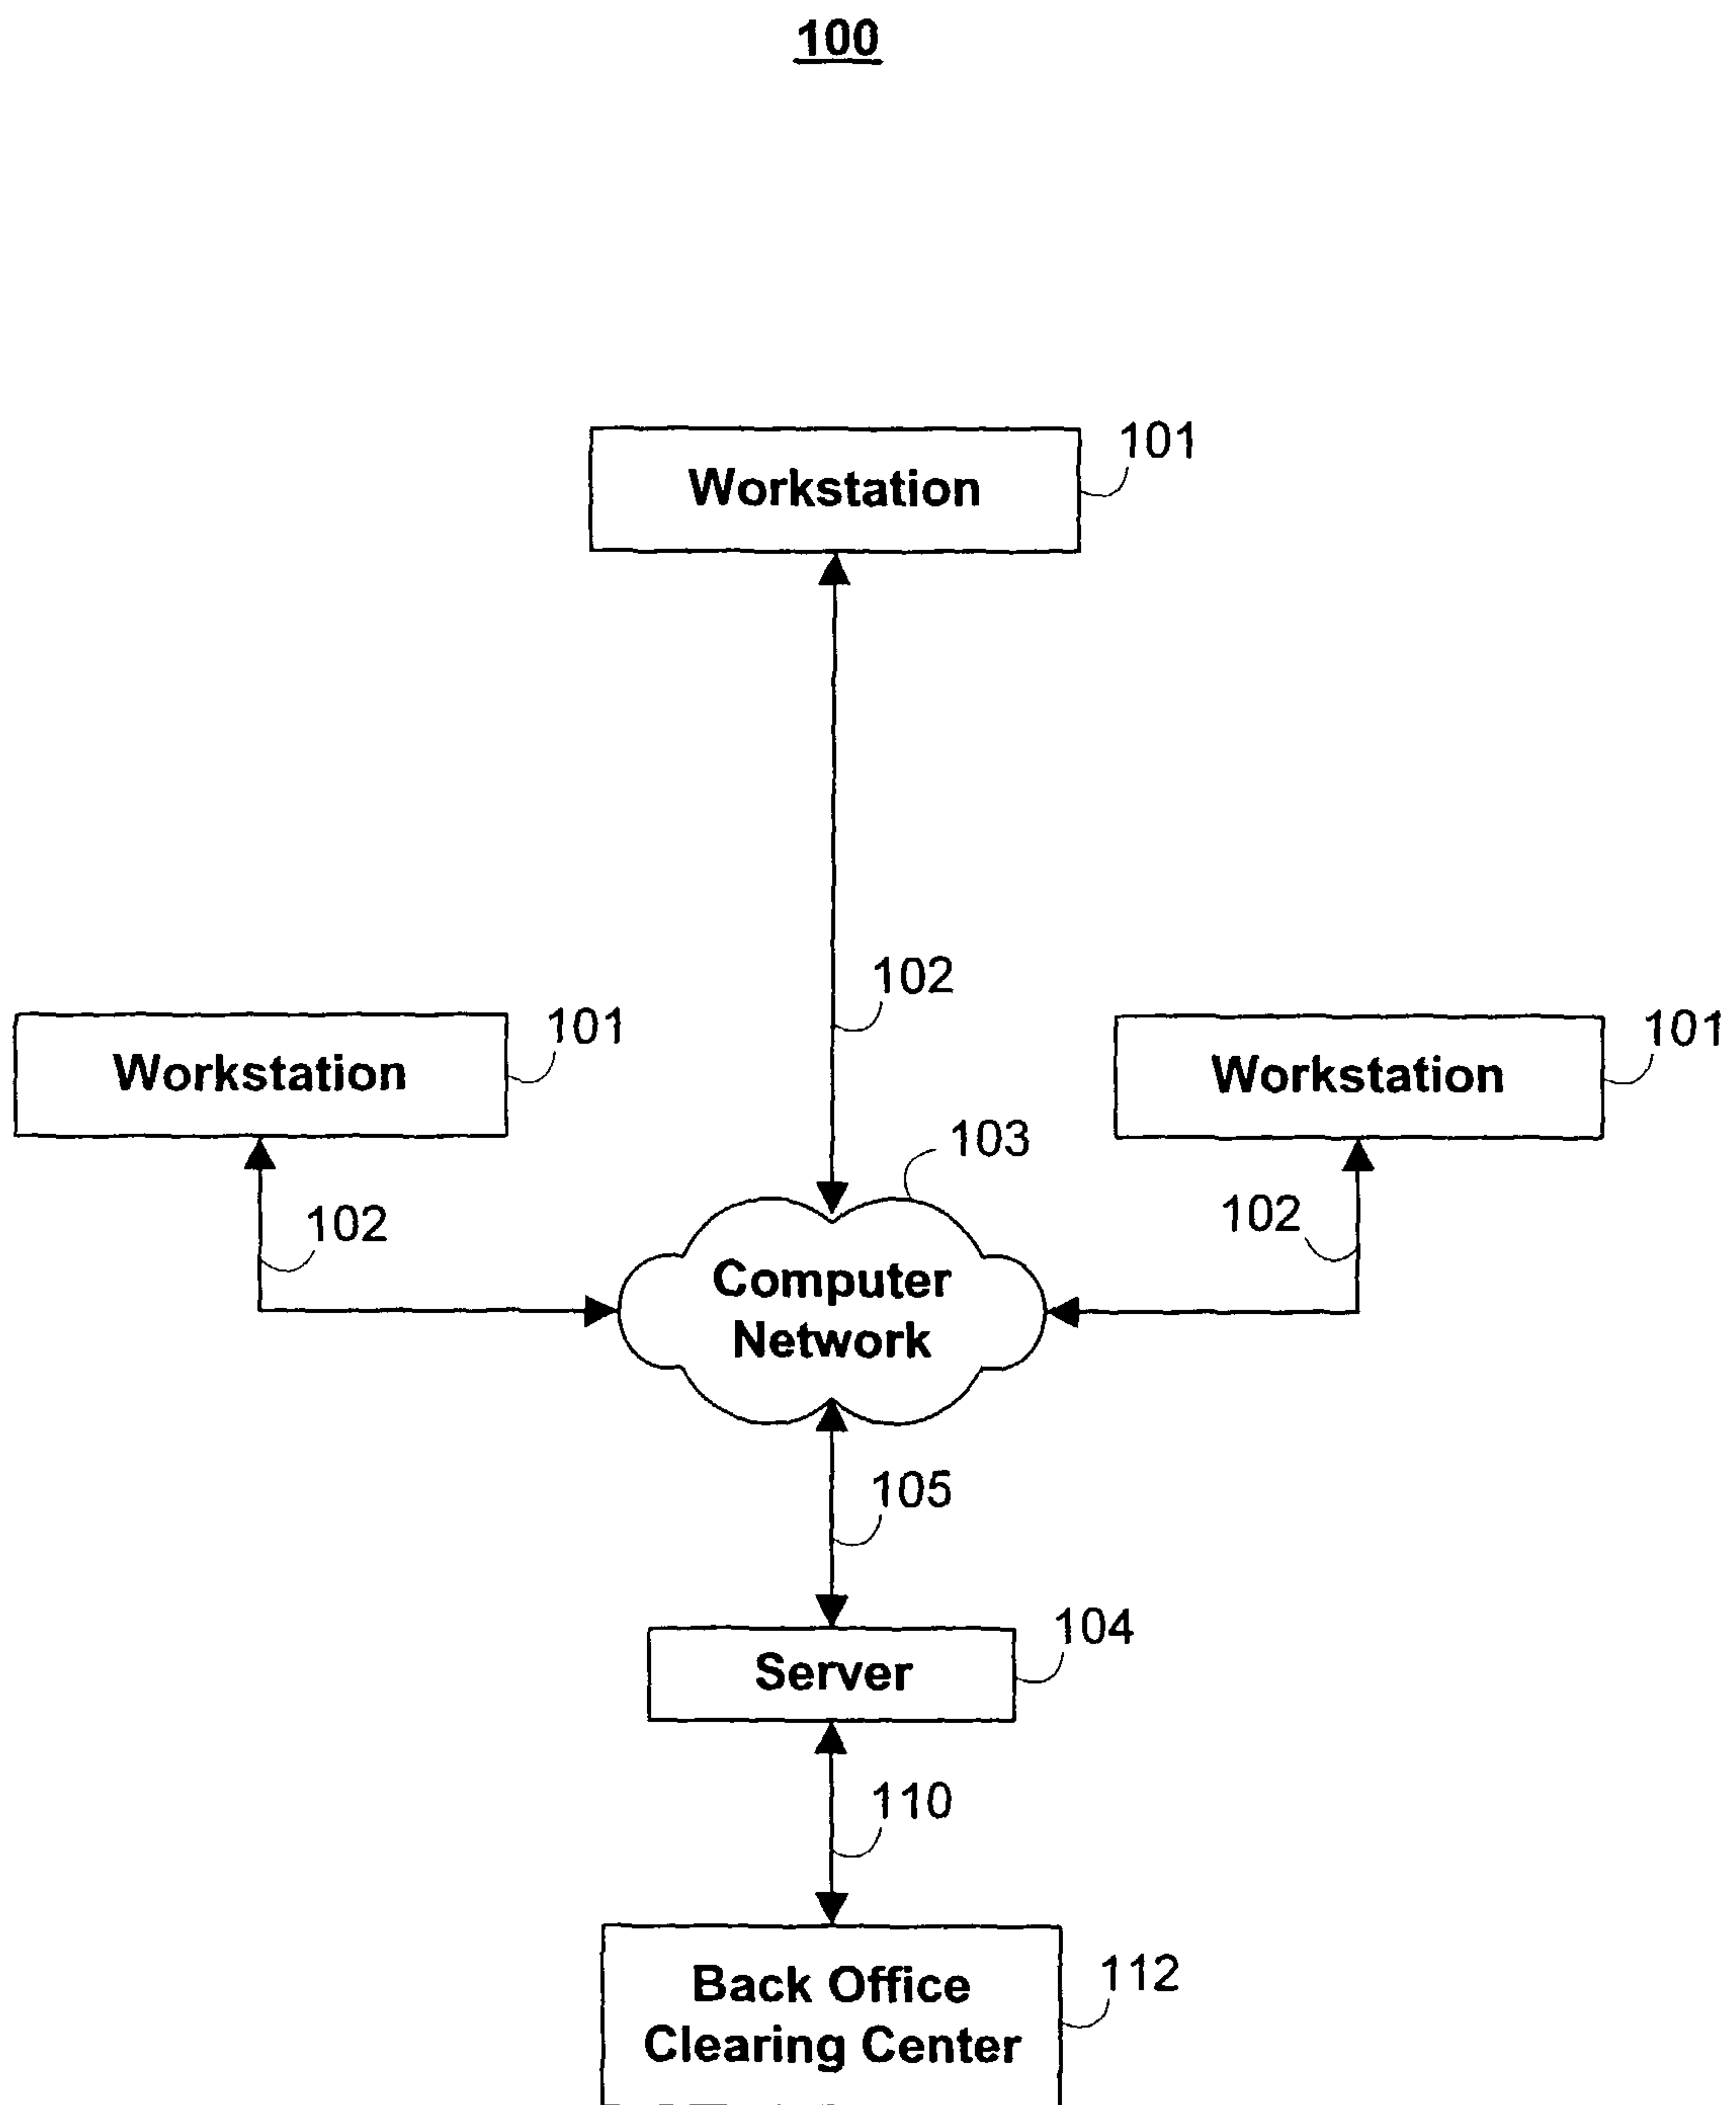 100
101
Workstation
102
101
Workstation
101
Workstation
103
102
102
Computer
Network
105
104
Server
110
112
Back Office
Clearing Center